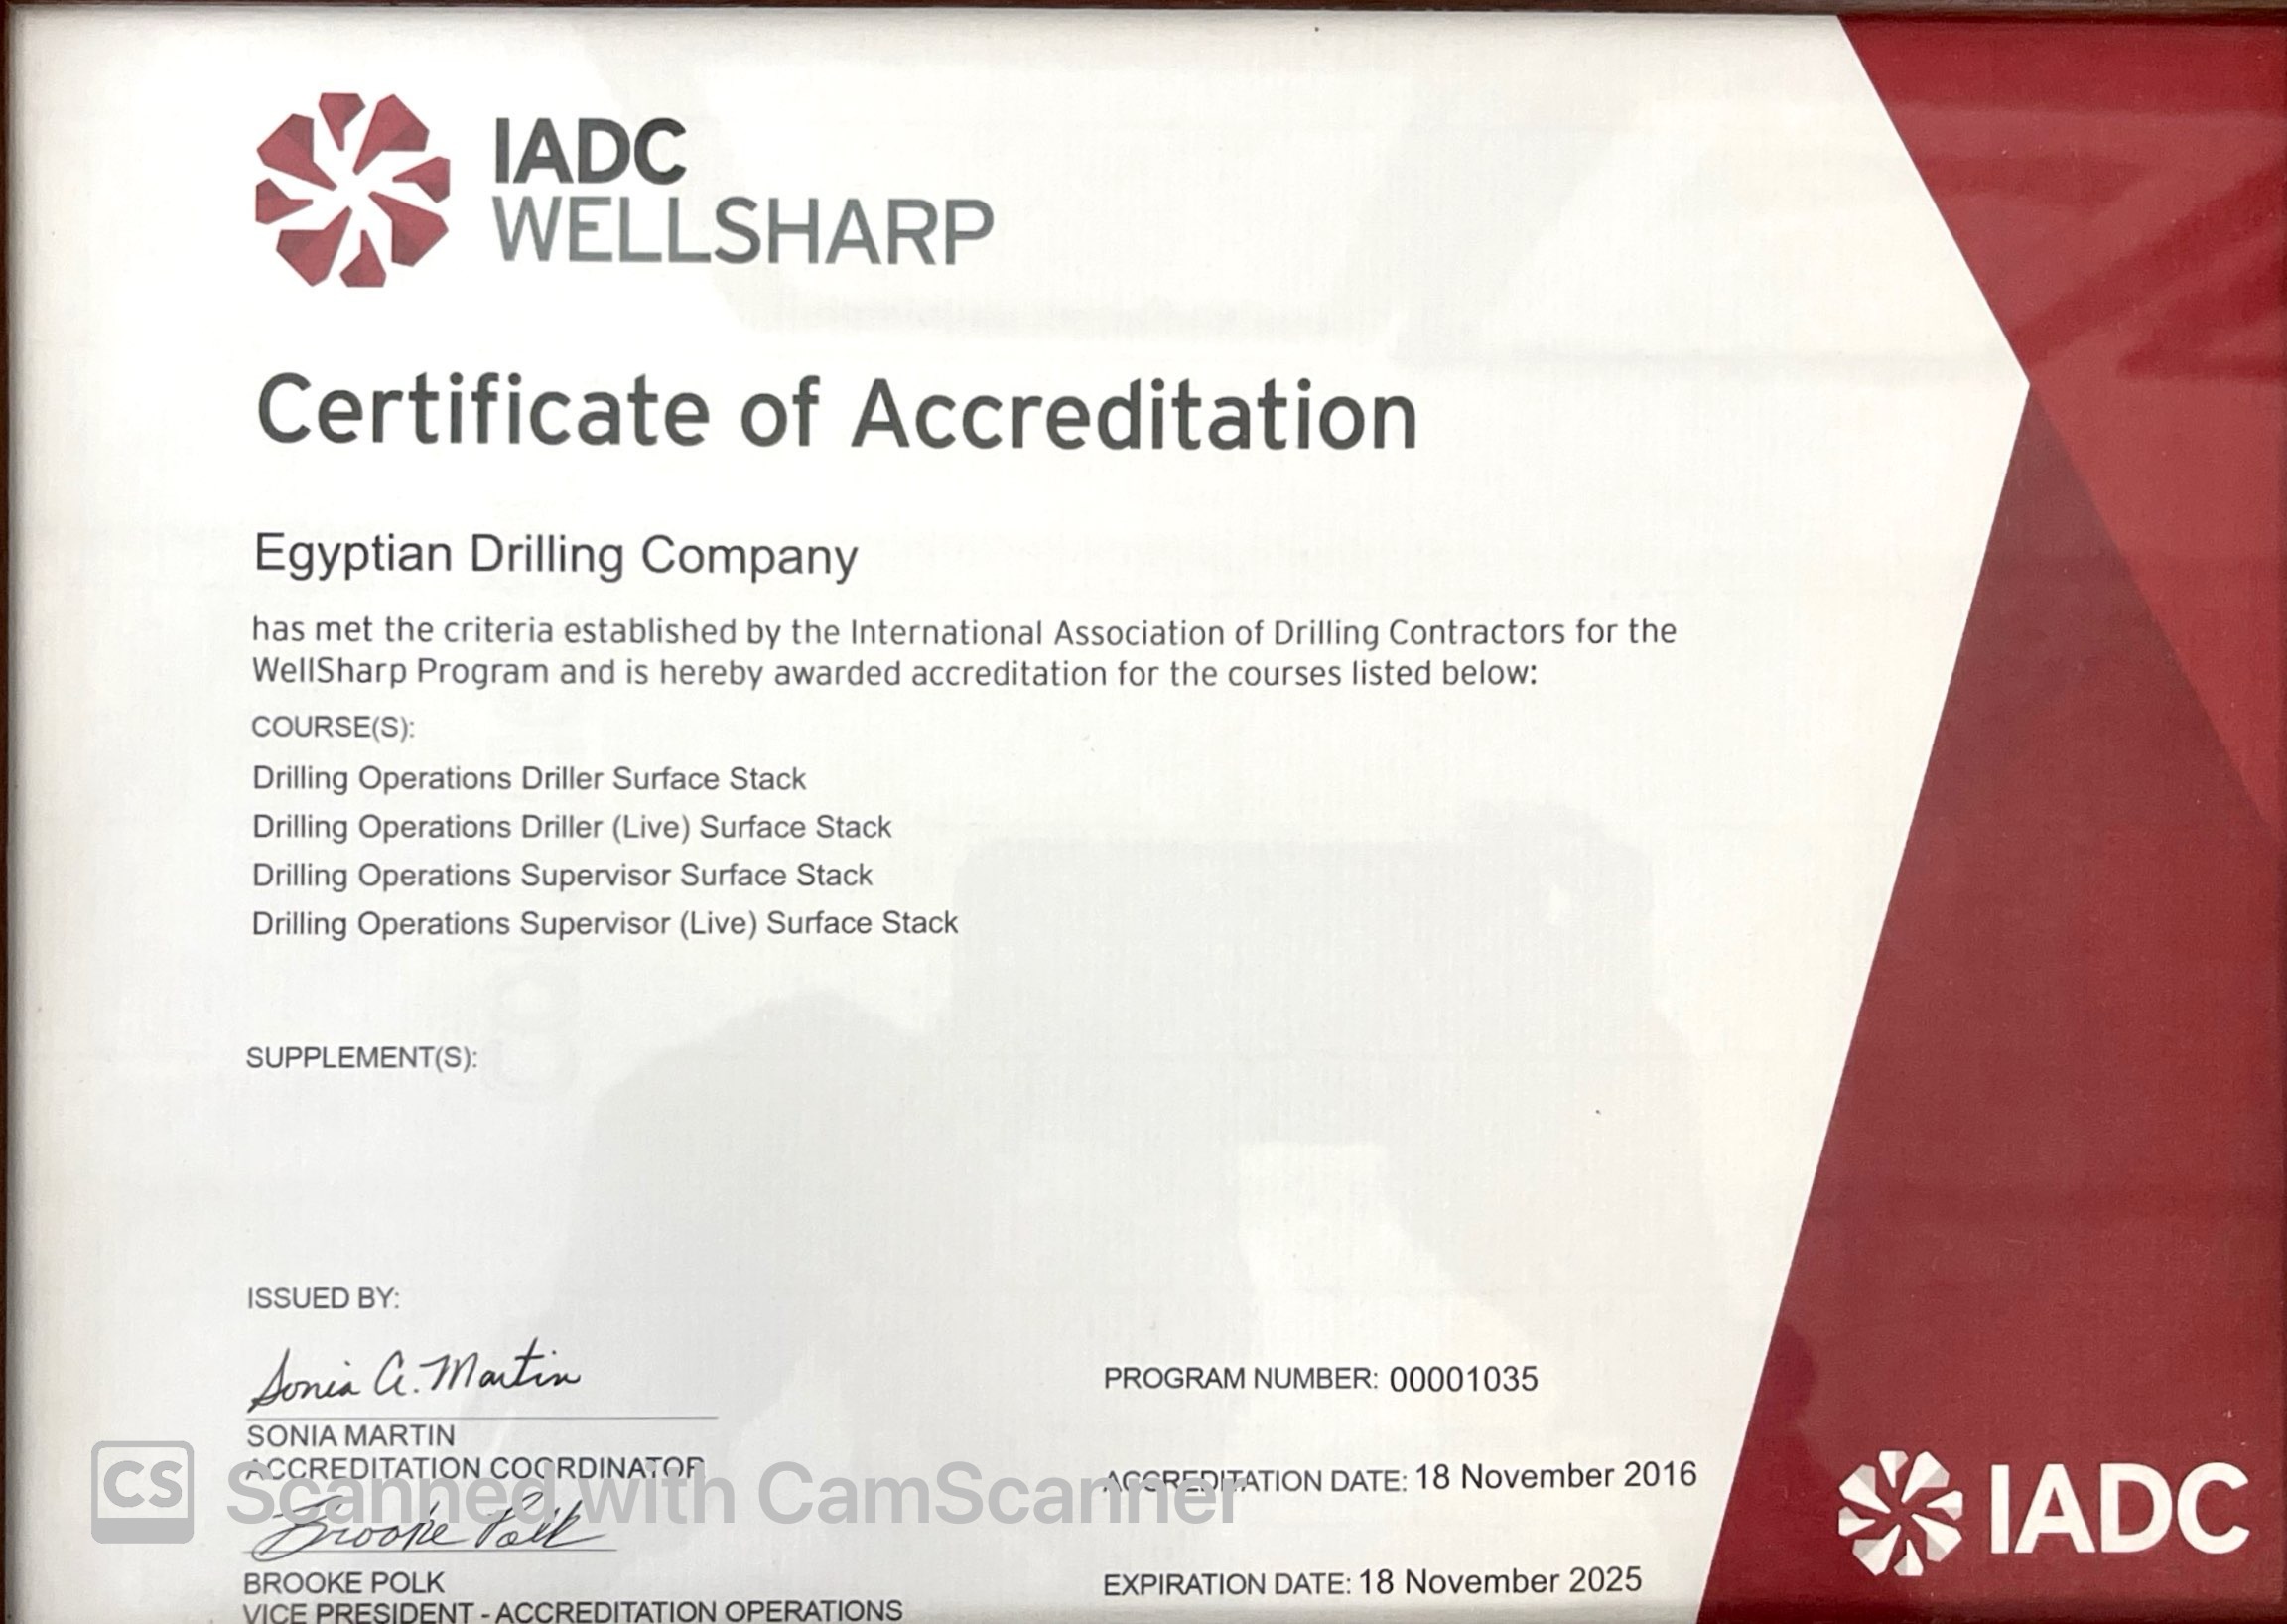 IADC
WELLSHARP
Certificate of Accreditation
Egyptian Drilling Company
has met the criteria established by the International Association of Drilling Contractors for the
WellSharp Program and is hereby awarded accreditation for the courses listed below:
COURSE(S):
Drilling Operations Driller Surface Stack
Drilling Operations Driller (Live) Surface Stack
Drilling Operations Supervisor Surface Stack
Drilling Operations Supervisor (Live) Surface Stack
SUPPLEMENT(S):
ISSUED BY:
Sonia A. Martin
SONIA MARTIN
ACCREDITATION COORDINATOR
Brooke Polk
BROOKE POLK
VICE PRESIDENT - ACCREDITATION OPERATIONS
PROGRAM NUMBER: 00001035
ACCREDITATION DATE: 18 November 2016
EXPIRATION DATE: 18 November 2025
IADC
CS Scanned with CamScanner